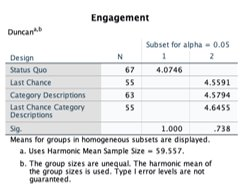 Engagement
Duncan a,b
Subset for alpha = 0.05
Design N 1 2
Status Quo 67 4.0746
Last Chance 55 4.5591
Category Descriptions 63 4.5794
Last Chance Category Descriptions 55 4.6455
Sig. 1.000 .738
Means for groups in homogeneous subsets are displayed.
a. Uses Harmonic Mean Sample Size = 59.557.
b. The group sizes are unequal. The harmonic mean of
the group sizes is used. Type I error levels are not
guaranteed.